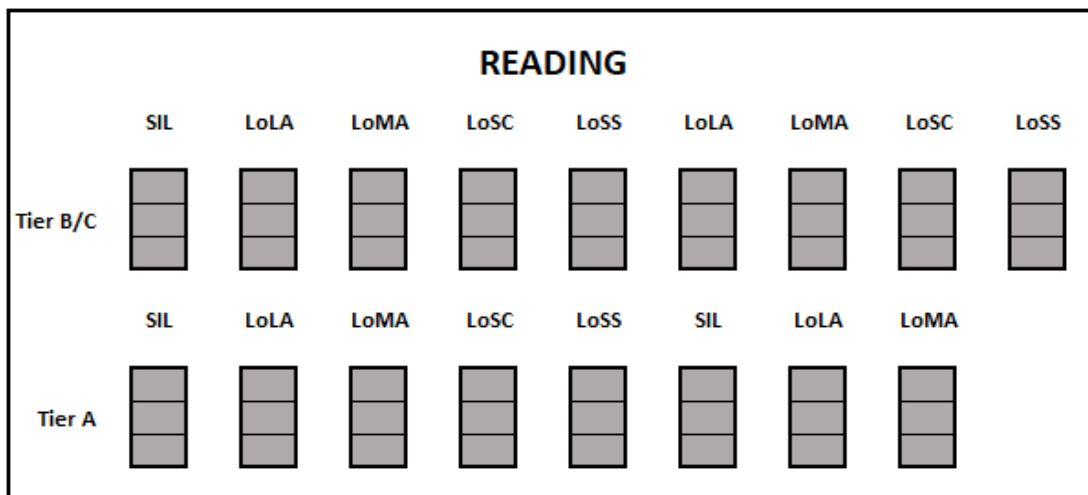 READING
SIL LoLA LoMA LoSC LoSS LoLA LoMA LoSC LoSS
Tier B/C
SIL LoLA LoMA LoSC LoSS SIL LoLA LoMA
Tier A